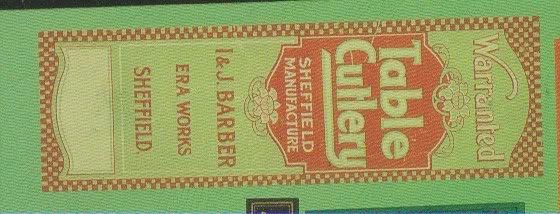 Warranted
Table
Cutlery
SHEFFIELD
MANUFACTURE
I&J BARBER
ERA WORKS
SHEFFIELD